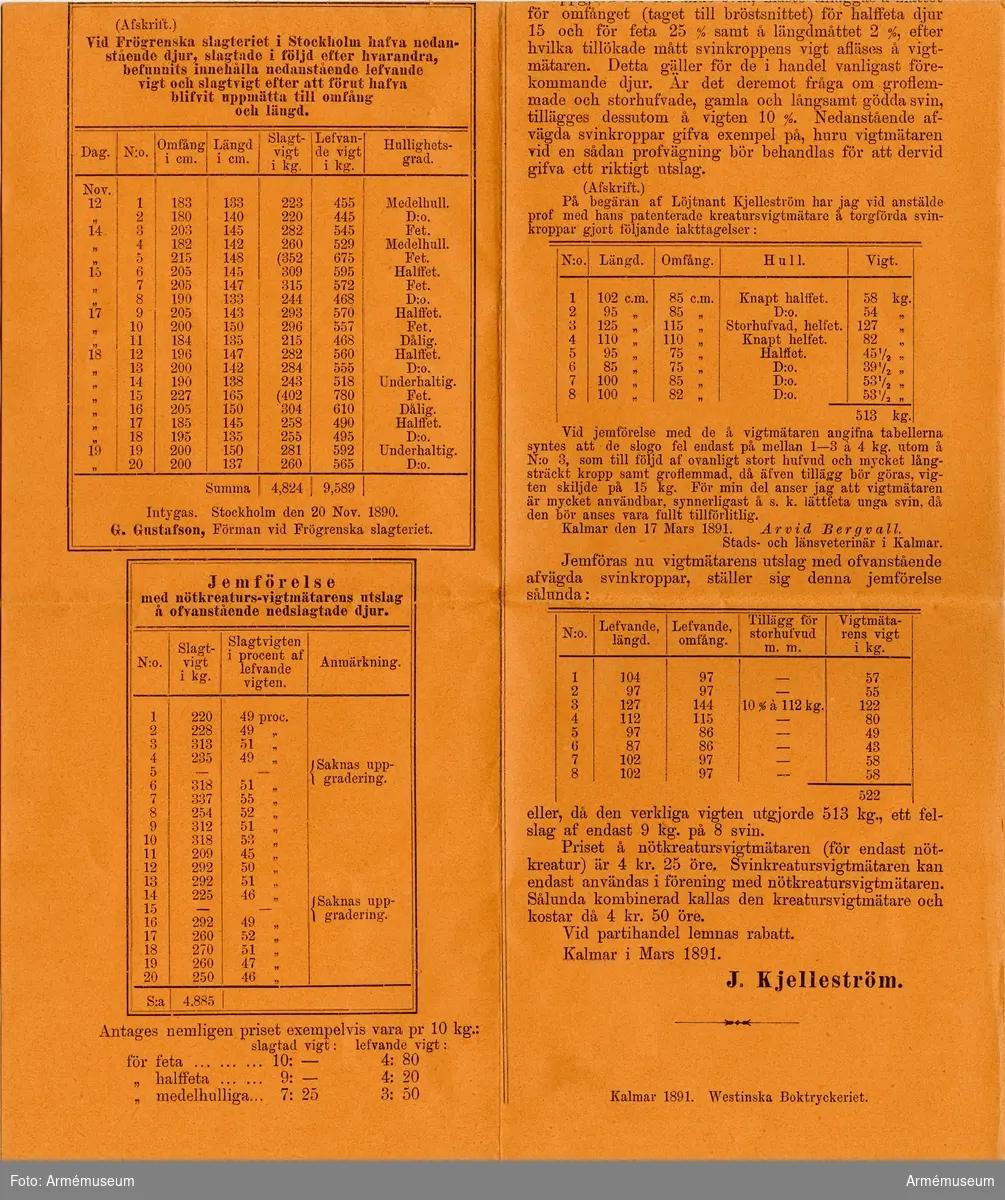 (Afskrift.)
Vid Frögrenska slagteriet i Stockholm hafva nedan-
stående djur, slagtade i följd efter hvarandra,
befunnits innehålla nedanstående lefvande
vigt och slagtvigt efter att förut hafva
blifvit uppmätta till omfång
och längd.
Dag. N:o. Omfång i cm. Längd i cm. Slagt-vigt i kg. Lefvan-de vigt i kg. Hullighets-grad.
Nov.
12 1 183 133 223 455 Medelhull.
„ 2 180 140 220 445 D:o.
14 3 203 145 282 545 Fet.
„ 4 182 142 260 529 Medelhull.
„ 5 215 148 (352 675 Fet.
15 6 205 145 309 595 Halffet.
„ 7 205 147 315 572 Fet.
„ 8 190 133 244 468 D:o.
17 9 205 143 293 570 Halffet.
„ 10 200 150 296 557 Fet.
„ 11 184 135 215 468 Dålig.
18 12 196 147 282 560 Halffet.
„ 13 200 142 284 555 D:o.
„ 14 190 138 243 518 Underhaltig.
„ 15 227 165 (402 780 Fet.
„ 16 205 150 304 610 Dålig.
„ 17 185 145 258 490 Halffet.
„ 18 195 135 255 495 D:o.
19 19 200 150 281 592 Underhaltig.
„ 20 200 137 260 565 D:o.
Summa 4,824 9,589
Intygas. Stockholm den 20 Nov. 1890.
G. Gustafson, Förman vid Frögrenska slagteriet.
Jemförelse
med nötkreaturs-vigtmätarens utslag
å ofvanstående nedslagtade djur.
N:o. Slagt-vigt i kg. Slagtvigten i procent af lefvande vigten. Anmärkning.
1 220 49 proc.
2 228 49 „
3 313 51 „
4 235 49 „
5 — — Saknas upp-
6 318 51 „ gradering.
7 337 55 „
8 254 52 „
9 312 51 „
10 318 53 „
11 209 45 „
12 292 50 „
13 292 51 „
14 225 46 „
15 — — Saknas upp-
16 292 49 „ gradering.
17 260 52 „
18 270 51 „
19 260 47 „
20 250 46 „
S:a 4.885
Antages nemligen priset exempelvis vara pr 10 kg.:
slagtad vigt: lefvande vigt:
för feta ... ... ... 10: — 4: 80
„ halffeta ... ... 9: — 4: 20
„ medelhulliga... 7: 25 3: 50
för omfånget (taget till bröstsnittet) för halffeta djur
15 och för feta 25 % samt å längdmåttet 2 %, efter
hvilka tillökade mått svinkroppens vigt afläses å vigt-
mätaren. Detta gäller för de i handel vanligast före-
kommande djur. Är det deremot fråga om groflem-
made och storhufvade, gamla och långsamt gödda svin,
tillägges dessutom å vigten 10 %. Nedanstående af-
vägda svinkroppar gifva exempel på, huru vigtmätaren
vid en sådan profvägning bör behandlas för att dervid
gifva ett riktigt utslag.
(Afskrift.)
På begäran af Löjtnant Kjelleström har jag vid anstälde
prof med hans patenterade kreatursvigtmätare å torgförda svin-
kroppar gjort följande iakttagelser:
N:o. Längd. Omfång. Hull. Vigt.
1 102 c.m. 85 c.m. Knapt halffet. 58 kg.
2 95 „ 85 „ D:o. 54 „
3 125 „ 115 „ Storhufvad, helfet. 127 „
4 110 „ 110 „ Knapt helfet. 82 „
5 95 „ 75 „ Halffet. 45 1/2 „
6 85 „ 75 „ D:o. 39 1/2 „
7 100 „ 85 „ D:o. 53 1/2 „
8 100 „ 82 „ D:o. 53 1/2 „
513 kg.
Vid jemförelse med de å vigtmätaren angifna tabellerna
syntes att de slogo fel endast på mellan 1—3 à 4 kg. utom å
N:o 3, som till följd af ovanligt stort hufvud och mycket lång-
sträckt kropp samt groflemmad, då äfven tillägg bör göras, vig-
ten skiljde på 15 kg. För min del anser jag att vigtmätaren
är mycket användbar, synnerligast å s. k. lättfeta unga svin, då
den bör anses vara fullt tillförlitlig.
Kalmar den 17 Mars 1891. Arvid Bergvall.
Stads- och länsveterinär i Kalmar.
Jemföras nu vigtmätarens utslag med ofvanstående
afvägda svinkroppar, ställer sig denna jemförelse
sålunda:
N:o. Lefvande, längd. Lefvande, omfång. Tillägg för storhufvud m. m. Vigtmäta-rens vigt i kg.
1 104 97 — 57
2 97 97 — 55
3 127 144 10 % à 112 kg. 122
4 112 115 — 80
5 97 86 — 49
6 87 86 — 43
7 102 97 — 58
8 102 97 — 58
522
eller, då den verkliga vigten utgjorde 513 kg., ett fel-
slag af endast 9 kg. på 8 svin.
Priset å nötkreatursvigtmätaren (för endast nöt-
kreatur) är 4 kr. 25 öre. Svinkreatursvigtmätaren kan
endast användas i förening med nötkreatursvigtmätaren.
Sålunda kombinerad kallas den kreatursvigtmätare och
kostar då 4 kr. 50 öre.
Vid partihandel lemnas rabatt.
Kalmar i Mars 1891.
J. Kjelleström.
Kalmar 1891. Westinska Boktryckeriet.
Foto: Armémuseum
Armémuseum